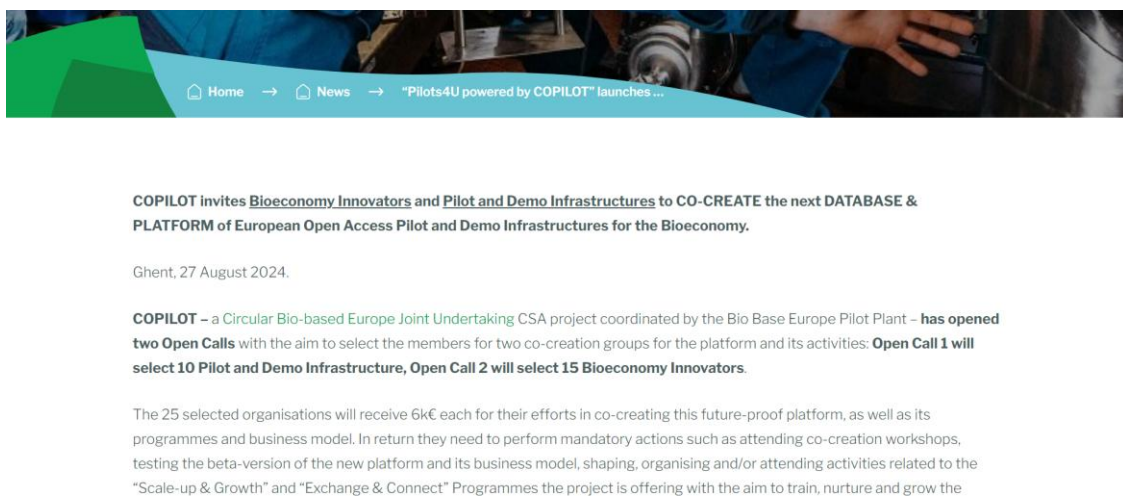 Home → News → “Pilots4U powered by COPILOT” launches ...
COPILOT invites Bioeconomy Innovators and Pilot and Demo Infrastructures to CO-CREATE the next DATABASE &
PLATFORM of European Open Access Pilot and Demo Infrastructures for the Bioeconomy.
Ghent, 27 August 2024.
COPILOT – a Circular Bio-based Europe Joint Undertaking CSA project coordinated by the Bio Base Europe Pilot Plant – has opened
two Open Calls with the aim to select the members for two co-creation groups for the platform and its activities: Open Call 1 will
select 10 Pilot and Demo Infrastructure, Open Call 2 will select 15 Bioeconomy Innovators.
The 25 selected organisations will receive 6k€ each for their efforts in co-creating this future-proof platform, as well as its
programmes and business model. In return they need to perform mandatory actions such as attending co-creation workshops,
testing the beta-version of the new platform and its business model, shaping, organising and/or attending activities related to the
“Scale-up & Growth” and “Exchange & Connect” Programmes the project is offering with the aim to train, nurture and grow the